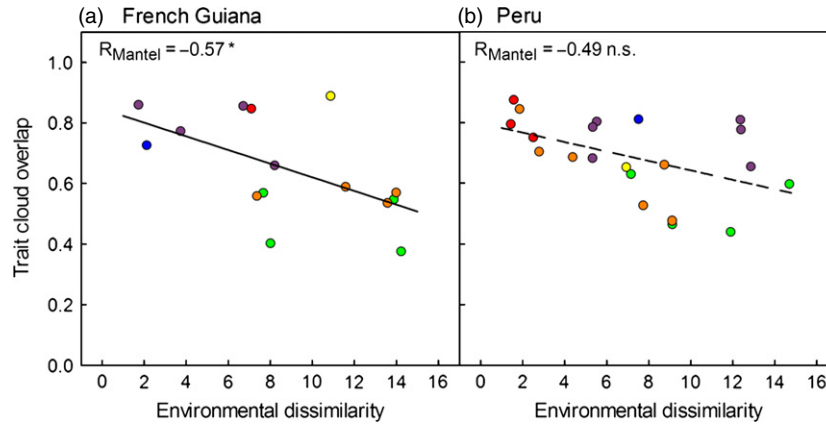 (a) French Guiana
(b) Peru
R_Mantel = −0.57 *
R_Mantel = −0.49 n.s.
1.0
0.8
0.6
0.4
0.2
0.0
Trait cloud overlap
0 2 4 6 8 10 12 14 16
0 2 4 6 8 10 12 14 16
Environmental dissimilarity
Environmental dissimilarity